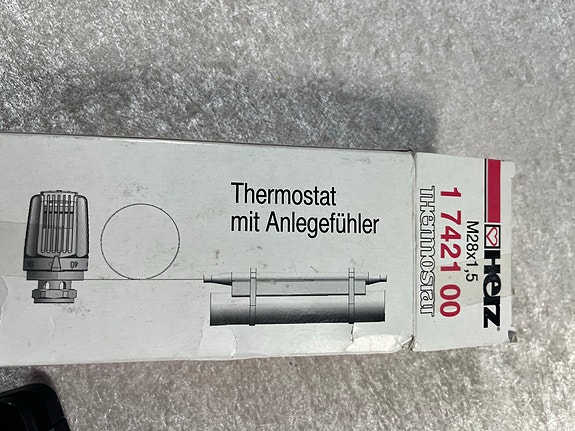 Thermostat
mit Anlegefühler
HERZ
M28x1,5
1 7421 00
THERMOSTAT